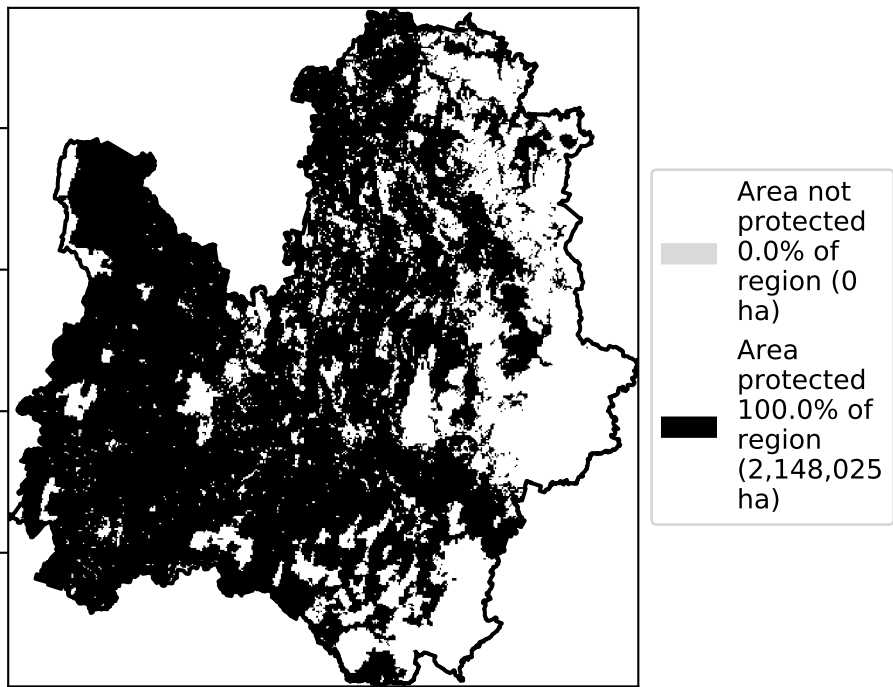 Area not
protected
0.0% of
region (0
ha)
Area
protected
100.0% of
region
(2,148,025
ha)